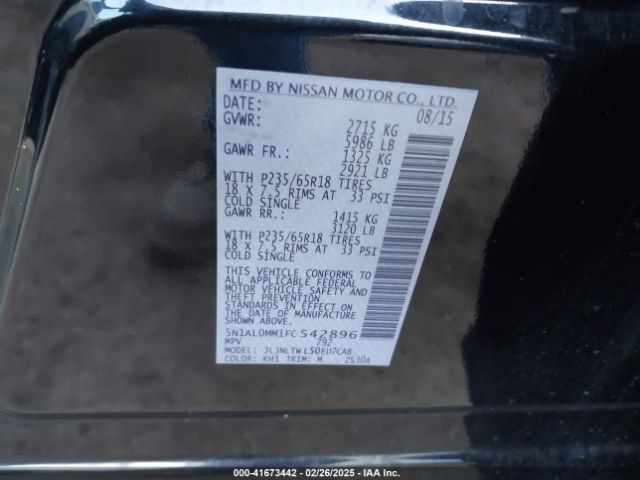 MFD BY NISSAN MOTOR CO., LTD.
DATE: 08/15
GVWR: 2715 KG
5986 LB
GAWR FR.: 1325 KG
2921 LB
WITH P235/65R18 TIRES
18 X 7.5 RIMS AT 33 PSI
COLD SINGLE
GAWR RR.: 1415 KG
3120 LB
WITH P235/65R18 TIRES
18 X 7.5 RIMS AT 33 PSI
COLD SINGLE
THIS VEHICLE CONFORMS TO
ALL APPLICABLE FEDERAL
MOTOR VEHICLE SAFETY AND
THEFT PREVENTION
STANDARDS IN EFFECT ON
THE DATE OF MANUFACTURE
SHOWN ABOVE.
5N1AL0MM1FC542896
MPV 792
MODEL: JLJNLTWL50EU7CAB
COLOR: KH3 TRIM: M 2530A
000-41673442 - 02/26/2025 - IAA Inc.